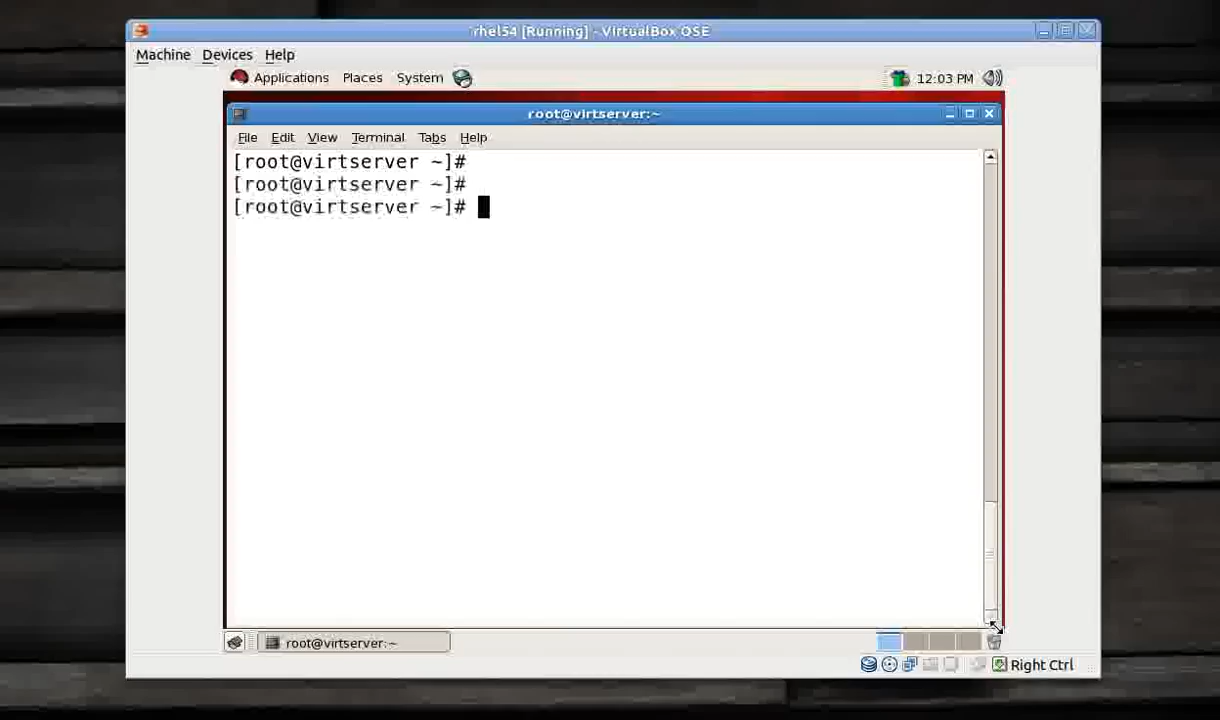 rhel54 [Running] - VirtualBox OSE
Machine Devices Help
Applications Places System 12:03 PM
root@virtserver:~
File Edit View Terminal Tabs Help
[root@virtserver ~]#
[root@virtserver ~]#
[root@virtserver ~]#
root@virtserver:~
Right Ctrl